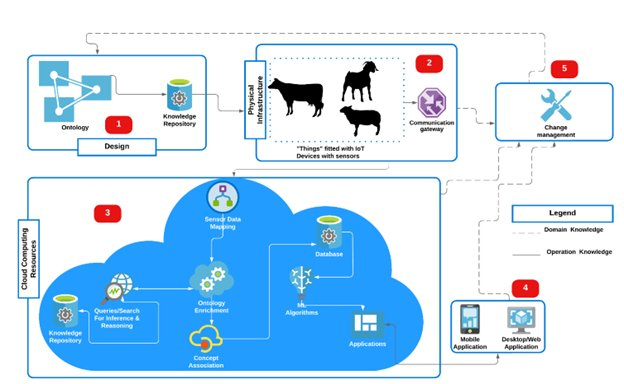 1
Ontology
Knowledge
Repository
Design
Physical
Infrastructure
2
Communication
gateway
"Things" fitted with IoT
Devices with sensors
5
Change
management
3
Cloud Computing
Resources
Sensor Data
Mapping
Database
Ontology
Enrichment
Queries/Search
For Inference &
Reasoning
Knowledge
Repository
Concept
Association
ML
Algorithms
Applications
Legend
Domain Knowledge
Operation Knowledge
4
Mobile
Application
Desktop/Web
Application